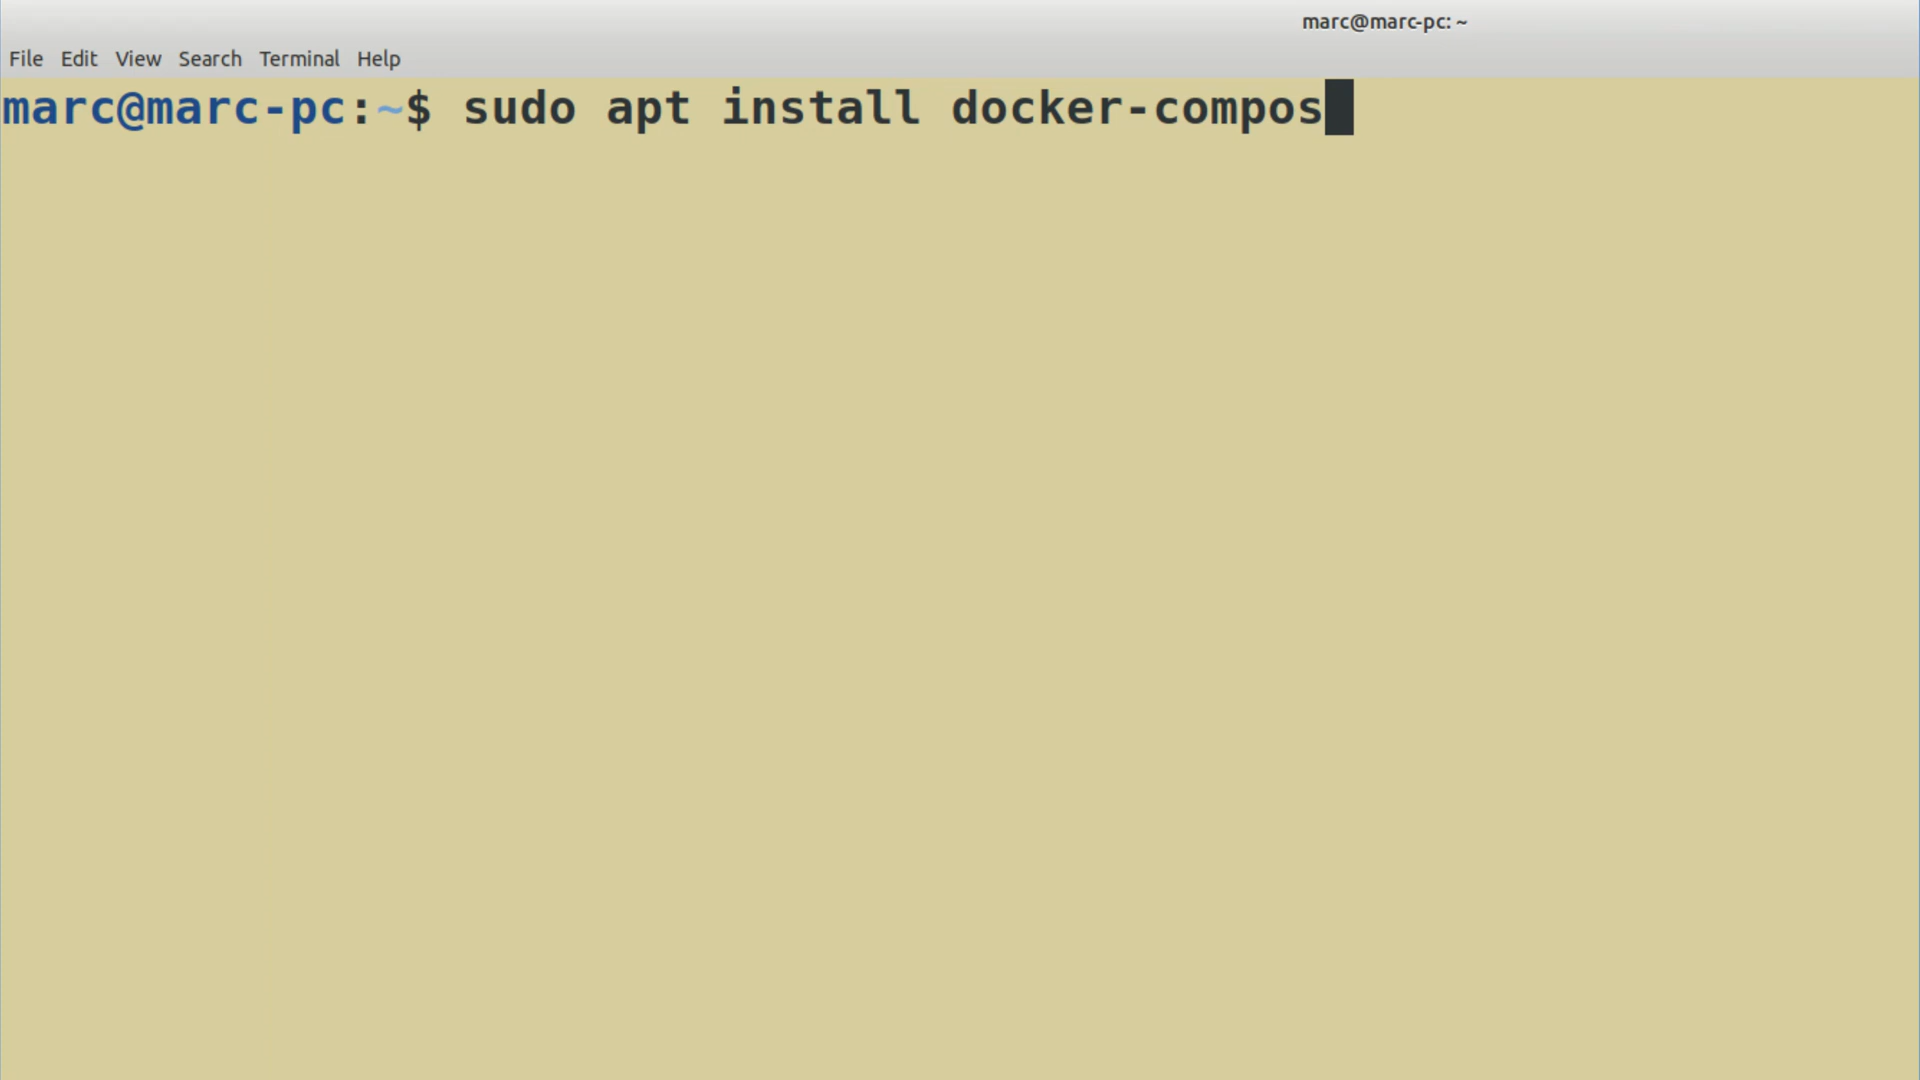 marc@marc-pc: ~
File Edit View Search Terminal Help
marc@marc-pc:~$ sudo apt install docker-compos